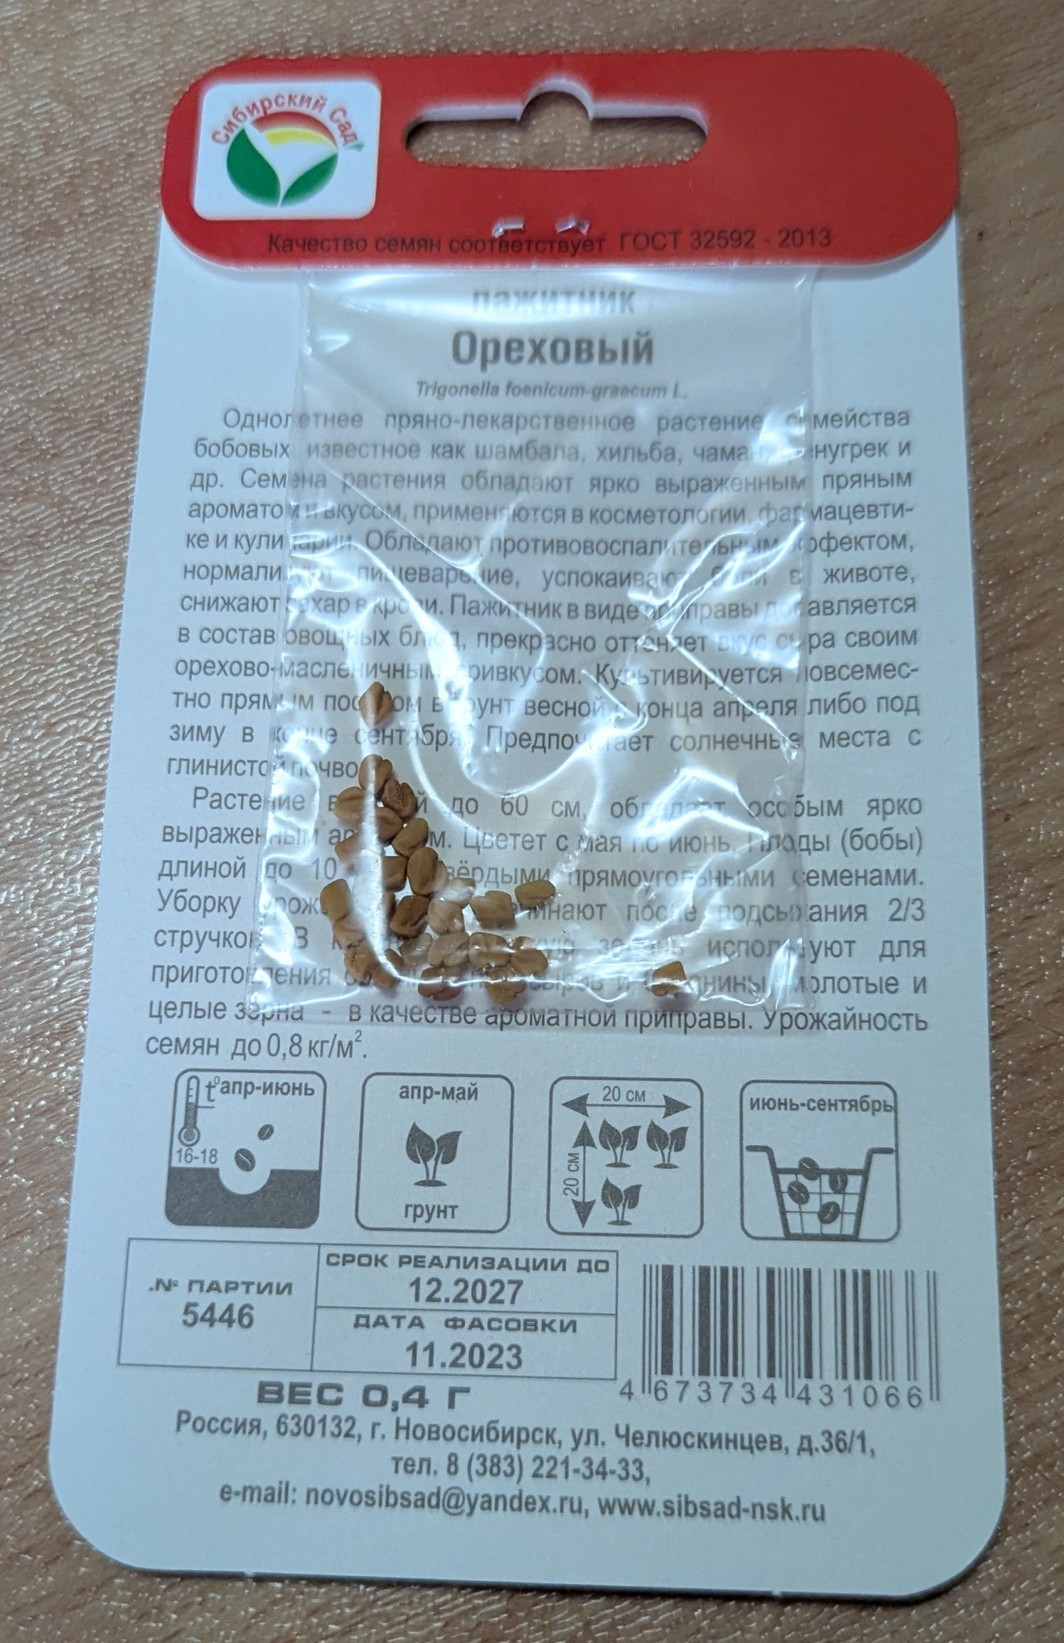 Сибирский Сад
Качество семян соответствует ГОСТ 32592 - 2013
пажитник
Ореховый
Trigonella foenicum-graecum L.
Однолетнее пряно-лекарственное растение семейства
бобовых известное как шамбала, хильба, чаман, фенугрек и
др. Семена растения обладают ярко выраженным пряным
ароматом и вкусом, применяются в косметологии, фармацевти-
ке и кулинарии. Обладают противовоспалительным эффектом,
нормализуют пищеварение, успокаивают боли в животе,
снижают сахар в крови. Пажитник в виде приправы добавляется
в состав овощных блюд, прекрасно оттеняет вкус сыра своим
орехово-масленичным привкусом. Культивируется повсемес-
тно прямым посевом в грунт весной с конца апреля либо под
зиму в конце сентября. Предпочитает солнечные места с
глинистой почвой.
Растение до 60 см, обладает особым ярко
выраженным ароматом. Цветет с мая по июнь. Плоды (бобы)
длиной до 10 твёрдыми прямоугольными семенами.
Уборку начинают после подсыхания 2/3
стручков. В используют для
приготовления молотые и
целые зёрна - в качестве ароматной приправы. Урожайность
семян до 0,8 кг/м².
t° апр-июнь
16-18
апр-май
грунт
20 см
20 см
июнь-сентябрь
№ ПАРТИИ
5446
СРОК РЕАЛИЗАЦИИ ДО
12.2027
ДАТА ФАСОВКИ
11.2023
ВЕС 0,4 Г
4 673734 431066
Россия, 630132, г. Новосибирск, ул. Челюскинцев, д.36/1,
тел. 8 (383) 221-34-33,
e-mail: novosibsad@yandex.ru, www.sibsad-nsk.ru